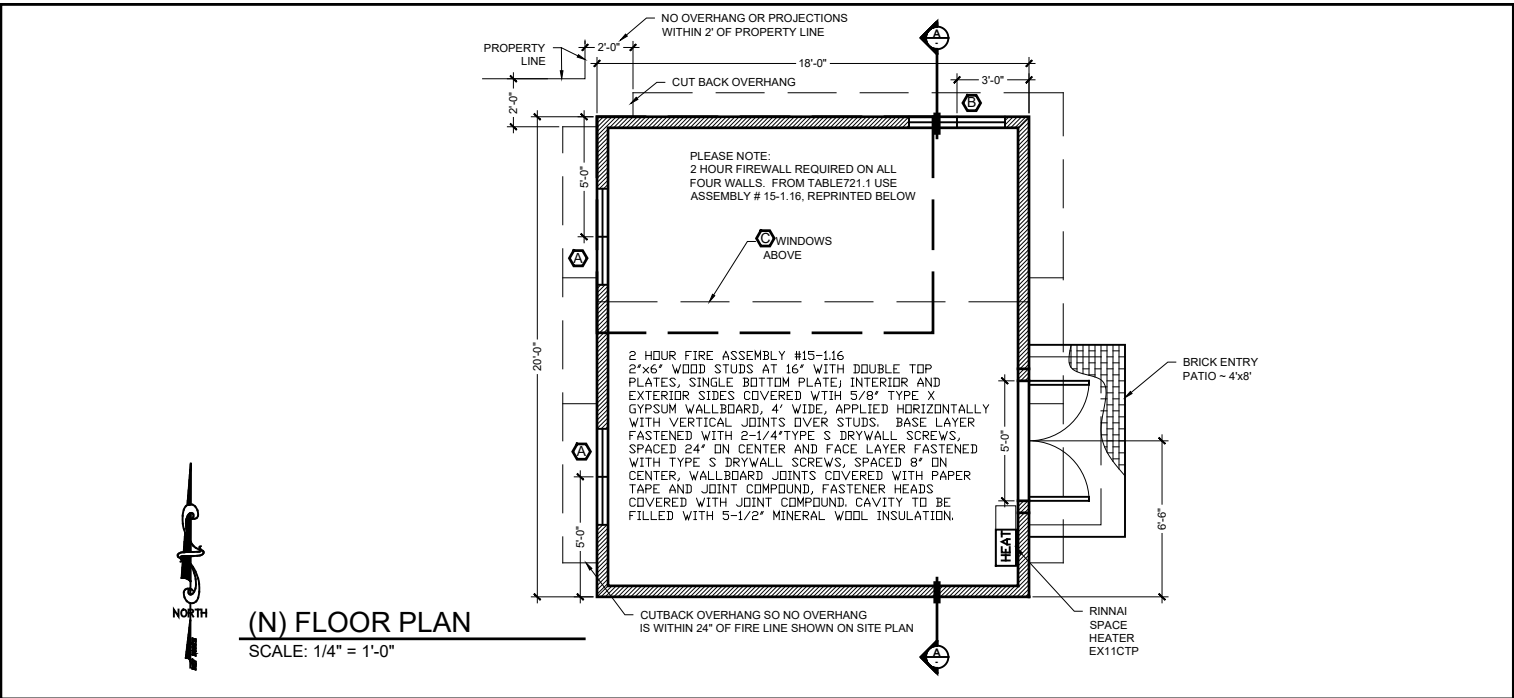 NO OVERHANG OR PROJECTIONS
WITHIN 2' OF PROPERTY LINE
A
-
PROPERTY
LINE
2'-0"
18'-0"
3'-0"
CUT BACK OVERHANG
2'-0"
B
PLEASE NOTE:
2 HOUR FIREWALL REQUIRED ON ALL
FOUR WALLS. FROM TABLE721.1 USE
ASSEMBLY # 15-1.16, REPRINTED BELOW
5'-0"
C WINDOWS
ABOVE
A
20'-0"
2 HOUR FIRE ASSEMBLY #15-1.16
2"x6" WOOD STUDS AT 16" WITH DOUBLE TOP
PLATES, SINGLE BOTTOM PLATE; INTERIOR AND
EXTERIOR SIDES COVERED WTIH 5/8" TYPE X
GYPSUM WALLBOARD, 4' WIDE, APPLIED HORIZONTALLY
WITH VERTICAL JOINTS OVER STUDS. BASE LAYER
FASTENED WITH 2-1/4"TYPE S DRYWALL SCREWS,
SPACED 24" ON CENTER AND FACE LAYER FASTENED
WITH TYPE S DRYWALL SCREWS, SPACED 8" ON
CENTER, WALLBOARD JOINTS COVERED WITH PAPER
TAPE AND JOINT COMPOUND, FASTENER HEADS
COVERED WITH JOINT COMPOUND. CAVITY TO BE
FILLED WITH 5-1/2" MINERAL WOOL INSULATION.
BRICK ENTRY
PATIO ~ 4'x8'
5'-0"
A
5'-0"
6'-6"
HEAT
NORTH
(N) FLOOR PLAN
SCALE: 1/4" = 1'-0"
CUTBACK OVERHANG SO NO OVERHANG
IS WITHIN 24" OF FIRE LINE SHOWN ON SITE PLAN
RINNAI
SPACE
HEATER
EX11CTP
A
-